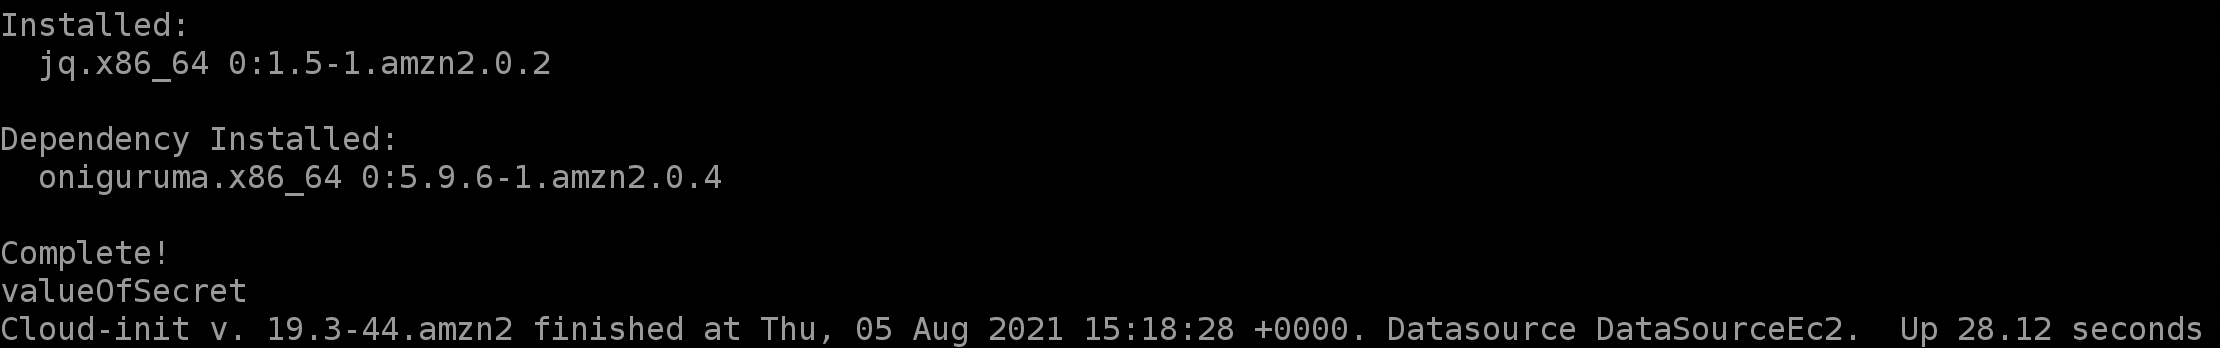 Installed:
  jq.x86_64 0:1.5-1.amzn2.0.2

Dependency Installed:
  oniguruma.x86_64 0:5.9.6-1.amzn2.0.4

Complete!
valueOfSecret
Cloud-init v. 19.3-44.amzn2 finished at Thu, 05 Aug 2021 15:18:28 +0000. Datasource DataSourceEc2.  Up 28.12 seconds